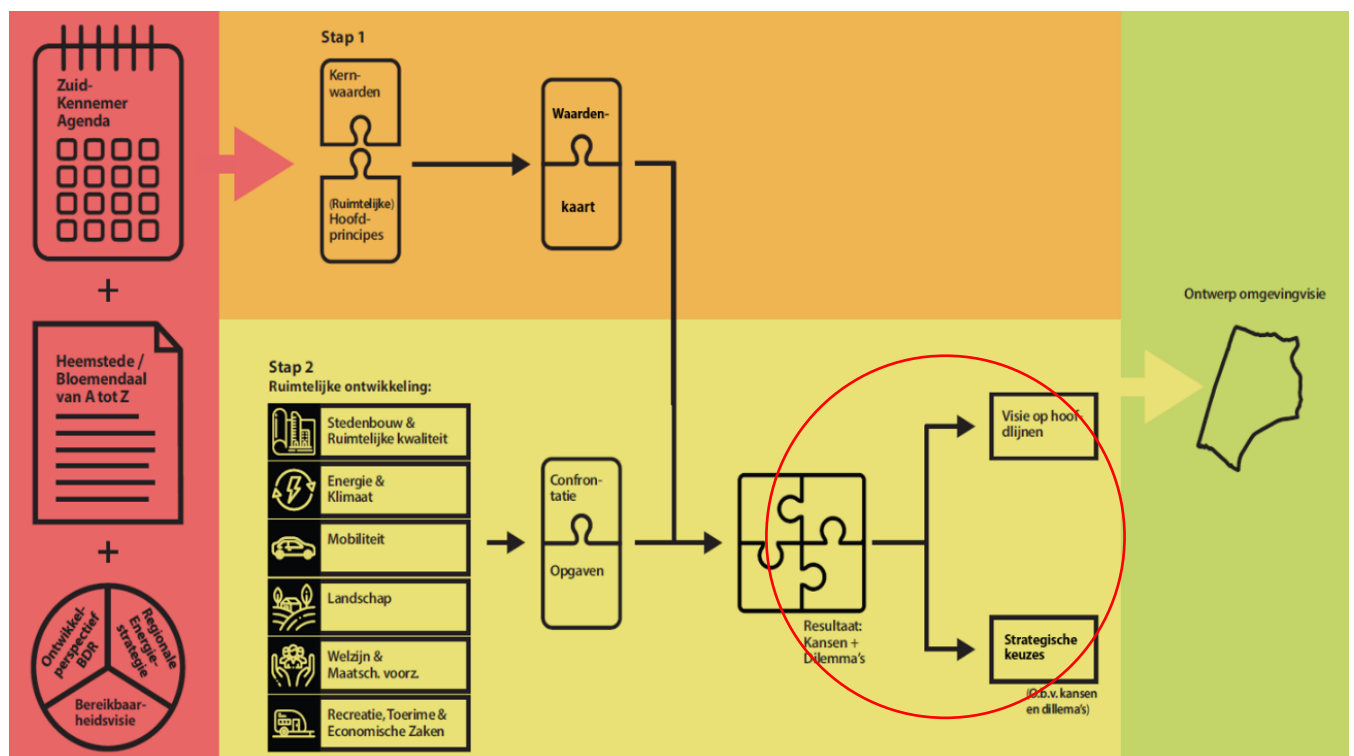 Zuid-
Kennemer
Agenda
+
Heemstede /
Bloemendaal
van A tot Z
+
Ontwikkel-
perspectief
BDR
Regionale
Energie-
strategie
Bereikbaar-
heidsvisie
Stap 1
Kern-
waarden
(Ruimtelijke)
Hoofd-
principes
Waarden-
kaart
Stap 2
Ruimtelijke ontwikkeling:
Stedenbouw &
Ruimtelijke kwaliteit
Energie &
Klimaat
Mobiliteit
Landschap
Welzijn &
Maatsch. voorz.
Recreatie, Toerime &
Economische Zaken
Confron-
tatie
Opgaven
Resultaat:
Kansen +
Dilemma's
Visie op hoof-
dlijnen
Strategische
keuzes
(O.b.v. kansen
en dillema's)
Ontwerp omgevingvisie